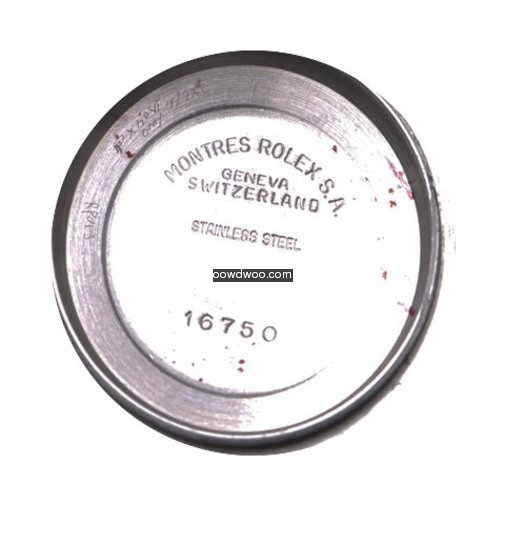 MONTRES ROLEX S.A.
GENEVA
SWITZERLAND
STAINLESS STEEL
oowdwoo.com
16750